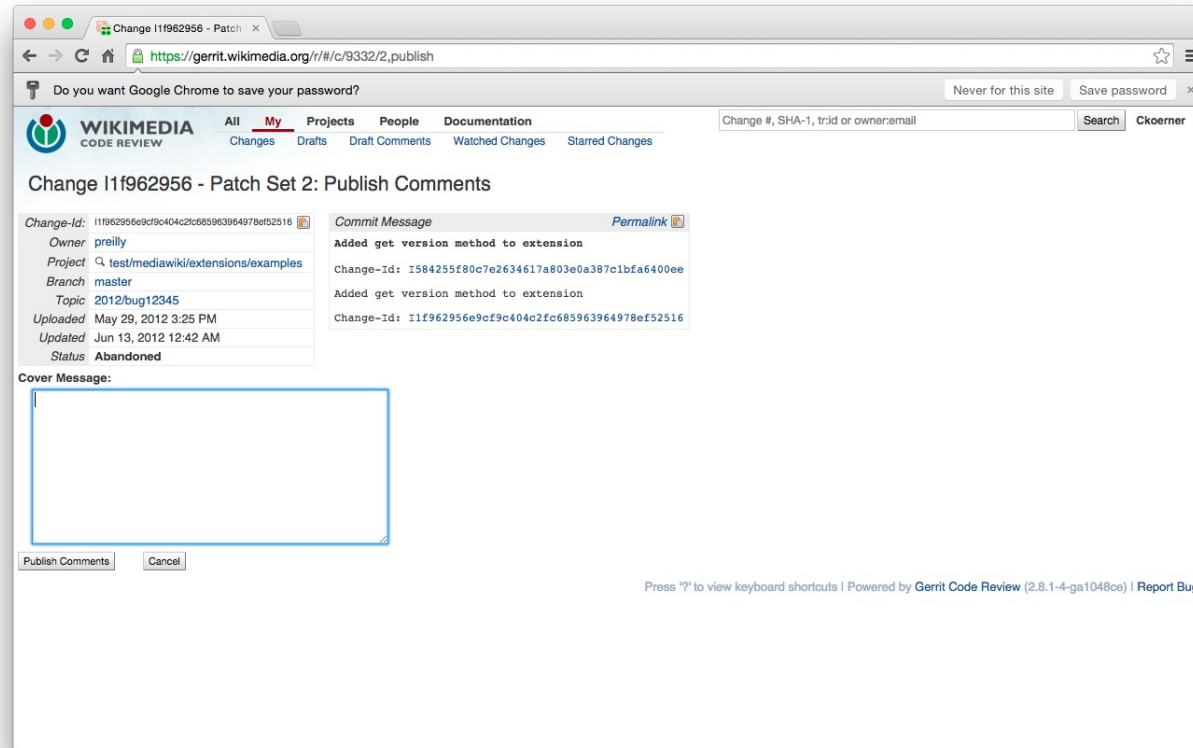 Change I1f962956 - Patch
https://gerrit.wikimedia.org/r/#/c/9332/2,publish
Do you want Google Chrome to save your password? Never for this site Save password
WIKIMEDIA
CODE REVIEW
All My Projects People Documentation
Changes Drafts Draft Comments Watched Changes Starred Changes
Change #, SHA-1, tr:id or owner:email Search Ckoerner
Change I1f962956 - Patch Set 2: Publish Comments
Change-Id: I1f962956e9cf9c404c2fc685963964978ef52516
Owner preilly
Project test/mediawiki/extensions/examples
Branch master
Topic 2012/bug12345
Uploaded May 29, 2012 3:25 PM
Updated Jun 13, 2012 12:42 AM
Status Abandoned
Commit Message Permalink
Added get version method to extension
Change-Id: I584255f80c7e2634617a803e0a387c1bfa6400ee
Added get version method to extension
Change-Id: I1f962956e9cf9c404c2fc685963964978ef52516
Cover Message:
Publish Comments Cancel
Press '?' to view keyboard shortcuts | Powered by Gerrit Code Review (2.8.1-4-ga1048ce) | Report Bug